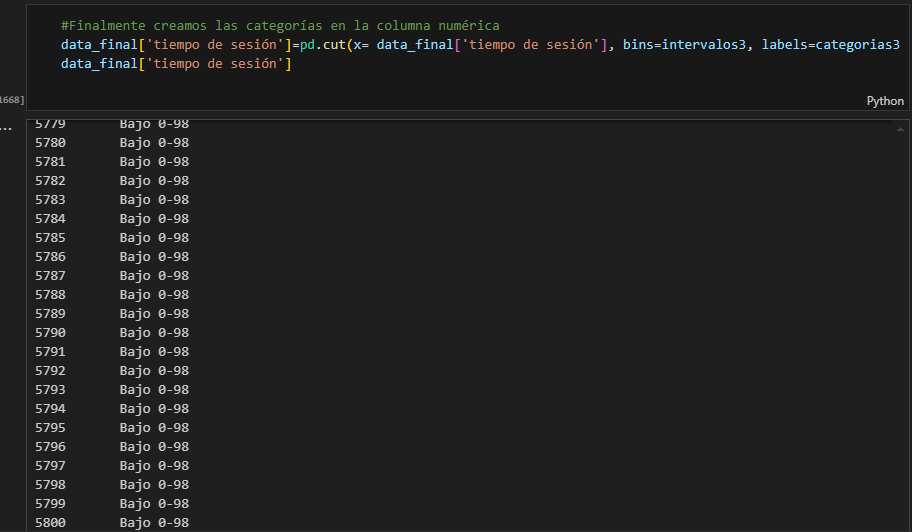 #Finalmente creamos las categorías en la columna numérica
data_final['tiempo de sesión']=pd.cut(x= data_final['tiempo de sesión'], bins=intervalos3, labels=categorias3
data_final['tiempo de sesión']
1668]
Python
...
5779 Bajo 0-98
5780 Bajo 0-98
5781 Bajo 0-98
5782 Bajo 0-98
5783 Bajo 0-98
5784 Bajo 0-98
5785 Bajo 0-98
5786 Bajo 0-98
5787 Bajo 0-98
5788 Bajo 0-98
5789 Bajo 0-98
5790 Bajo 0-98
5791 Bajo 0-98
5792 Bajo 0-98
5793 Bajo 0-98
5794 Bajo 0-98
5795 Bajo 0-98
5796 Bajo 0-98
5797 Bajo 0-98
5798 Bajo 0-98
5799 Bajo 0-98
5800 Bajo 0-98